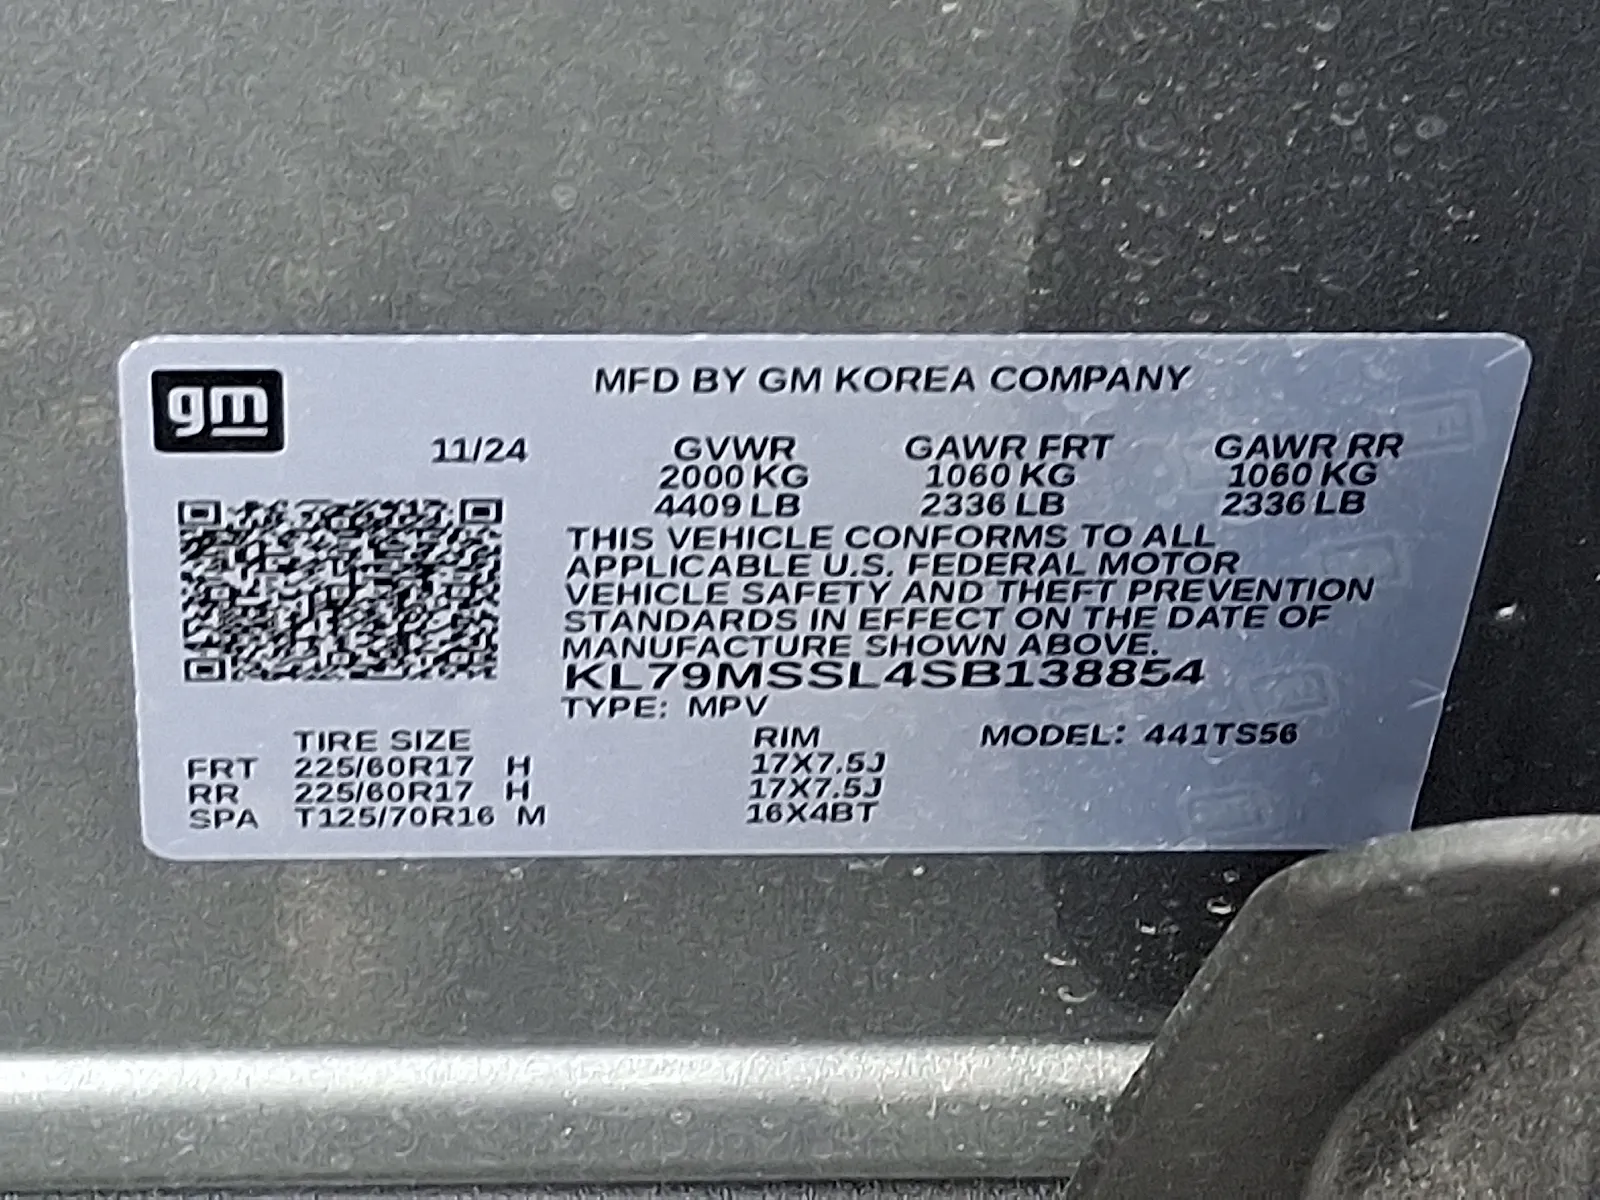 gm
MFD BY GM KOREA COMPANY
11/24 GVWR GAWR FRT GAWR RR
2000 KG 1060 KG 1060 KG
4409 LB 2336 LB 2336 LB
THIS VEHICLE CONFORMS TO ALL
APPLICABLE U.S. FEDERAL MOTOR
VEHICLE SAFETY AND THEFT PREVENTION
STANDARDS IN EFFECT ON THE DATE OF
MANUFACTURE SHOWN ABOVE.
KL79MSSL4SB138854
TYPE: MPV
TIRE SIZE RIM MODEL: 441TS56
FRT 225/60R17 H 17X7.5J
RR 225/60R17 H 17X7.5J
SPA T125/70R16 M 16X4BT